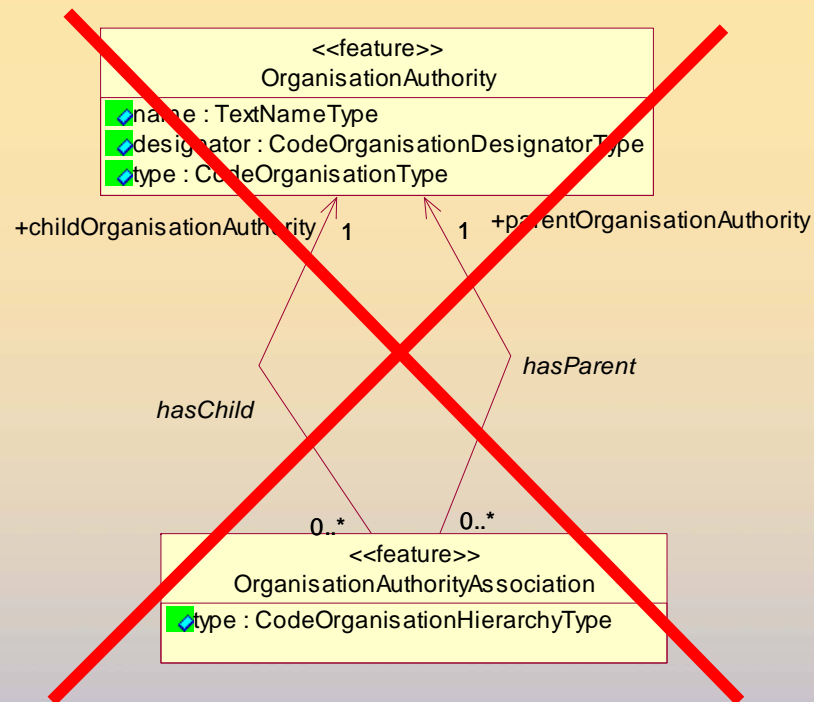 <<feature>>
OrganisationAuthority
name : TextNameType
designator : CodeOrganisationDesignatorType
type : CodeOrganisationType
+childOrganisationAuthority 1 1 +parentOrganisationAuthority
hasParent
hasChild
0..* 0..*
<<feature>>
OrganisationAuthorityAssociation
type : CodeOrganisationHierarchyType